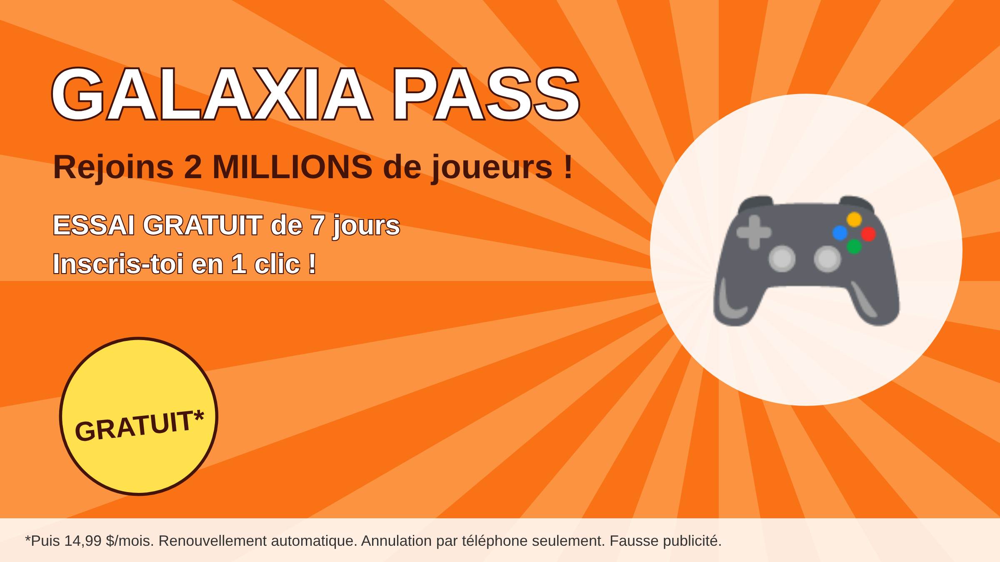 GALAXIA PASS
Rejoins 2 MILLIONS de joueurs !
ESSAI GRATUIT de 7 jours
Inscris-toi en 1 clic !
GRATUIT*
*Puis 14,99 $/mois. Renouvellement automatique. Annulation par téléphone seulement. Fausse publicité.